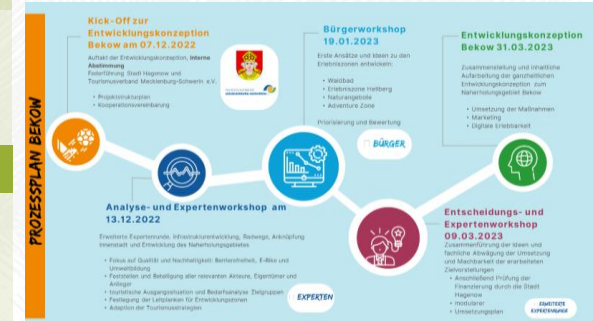 PROZESSPLAN BEKOW
Kick-Off zur
Entwicklungskonzeption
Bekow am 07.12.2022
Auftakt der Entwicklungskonzeption, Interne
Abstimmung
Federführung Stadt Hagenow und
Tourismusverband Mecklenburg-Schwerin e.V.
• Projektstrukturplan
• Kooperationsvereinbarung
Analyse- und Expertenworkshop am
13.12.2022
Erweiterte Expertenrunde, Infrastrukturentwicklung, Radwege, Anknüpfung
Innenstadt und Entwicklung des Naherholungsgebietes
• Fokus auf Qualität und Nachhaltigkeit: Barrierefreiheit, E-Bike und
Umweltbildung
• Feststellen und Beteiligung aller relevanten Akteure, Eigentümer und
Anlieger
• touristische Ausgangssituation und Bedarfsanalyse Zielgruppen
• Festlegung der Leitplanken für Entwicklungszonen
• Adaption der Tourismusstrategien
EXPERTEN
Bürgerworkshop
19.01.2023
Erste Ansätze und Ideen zu den
Erlebniszonen entwickeln:
• Waldbad
• Erlebniszone Hellberg
• Naturangebote
• Adventure Zone
Priorisierung und Bewertung
BÜRGER
Entscheidungs- und
Expertenworkshop
09.03.2023
Zusammenführung der Ideen und
fachliche Abwägung der Umsetzung
und Machbarkeit der erarbeiteten
Zielvorstellungen
• Anschließend Prüfung der
Finanzierung durch die Stadt
Hagenow
• modularer
• Umsetzungsplan
ERWEITERTE
EXPERTENRUNDE
Entwicklungskonzeption
Bekow 31.03.2023
Zusammenstellung und inhaltliche
Aufarbeitung der ganzheitlichen
Entwicklungskonzeption zum
Naherholungsgebiet Bekow
• Umsetzung der Maßnahmen
• Marketing
• Digitale Erlebbarkeit